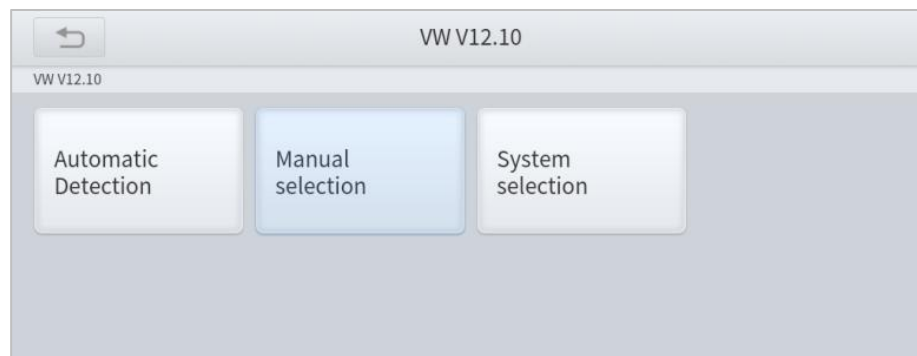 VW V12.10
VW V12.10
Automatic
Detection
Manual
selection
System
selection